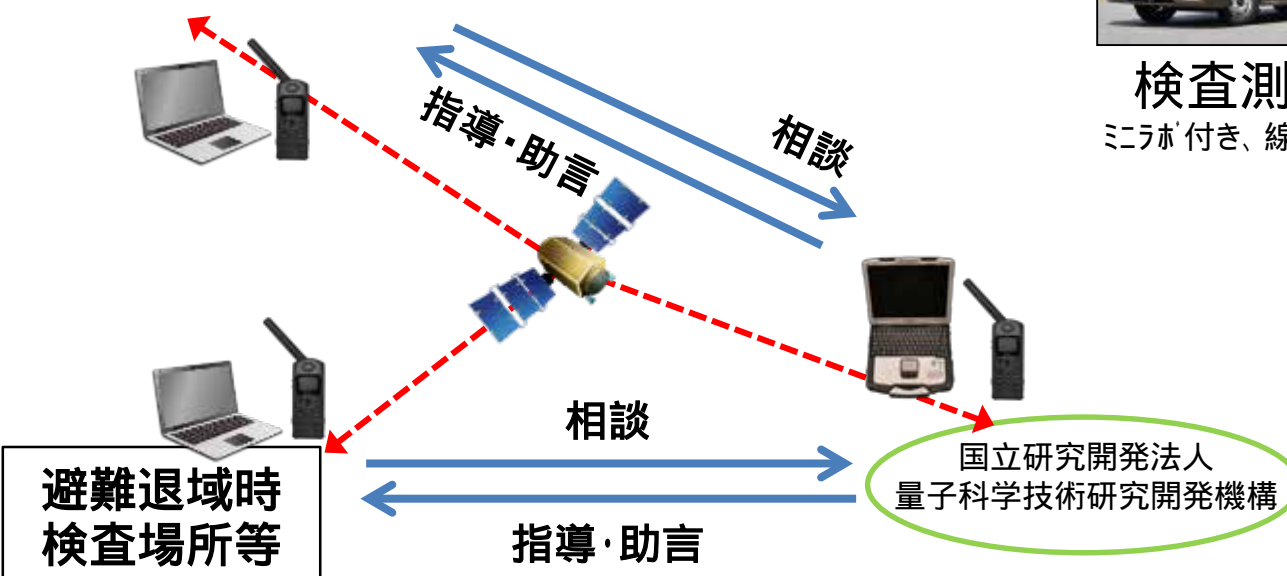 検査測
ミニラボ付き、線
指導・助言
相談
相談
国立研究開発法人
量子科学技術研究開発機構
避難退域時
検査場所等
指導・助言